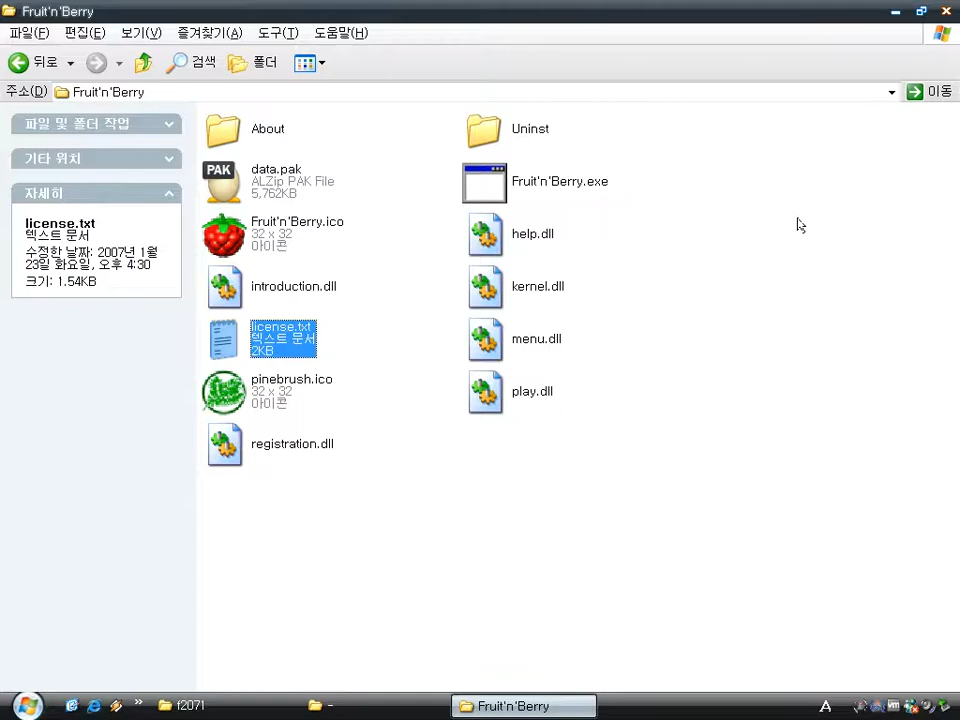 Fruit'n'Berry
파일(F) 편집(E) 보기(V) 즐겨찾기(A) 도구(T) 도움말(H)
뒤로 검색 폴더
주소(D) Fruit'n'Berry 이동
파일 및 폴더 작업
기타 위치
자세히
license.txt
텍스트 문서
수정한 날짜: 2007년 1월
23일 화요일, 오후 4:30
크기: 1.54KB
About
Uninst
PAK
data.pak
ALZip PAK File
5,762KB
Fruit'n'Berry.exe
Fruit'n'Berry.ico
32 x 32
아이콘
help.dll
introduction.dll
kernel.dll
license.txt
텍스트 문서
2KB
menu.dll
pinebrush.ico
32 x 32
아이콘
play.dll
registration.dll
f2071
-
Fruit'n'Berry
A